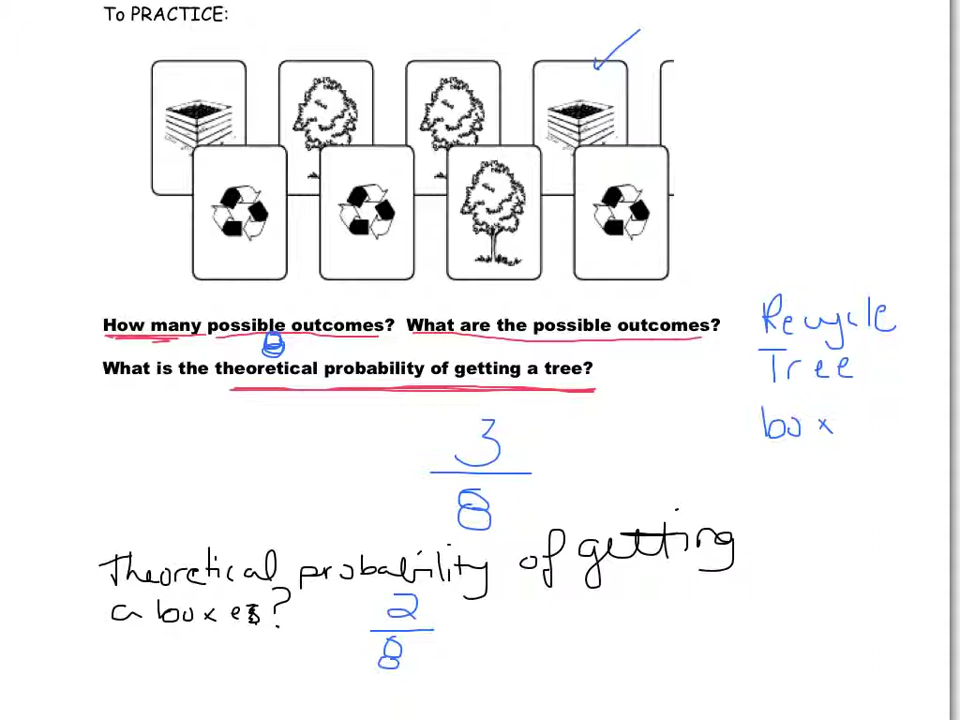 To PRACTICE:
How many possible outcomes? What are the possible outcomes?
8
What is the theoretical probability of getting a tree?
Recycle
Tree
box
3
8
Theoretical probability of getting
a boxes?
2
8